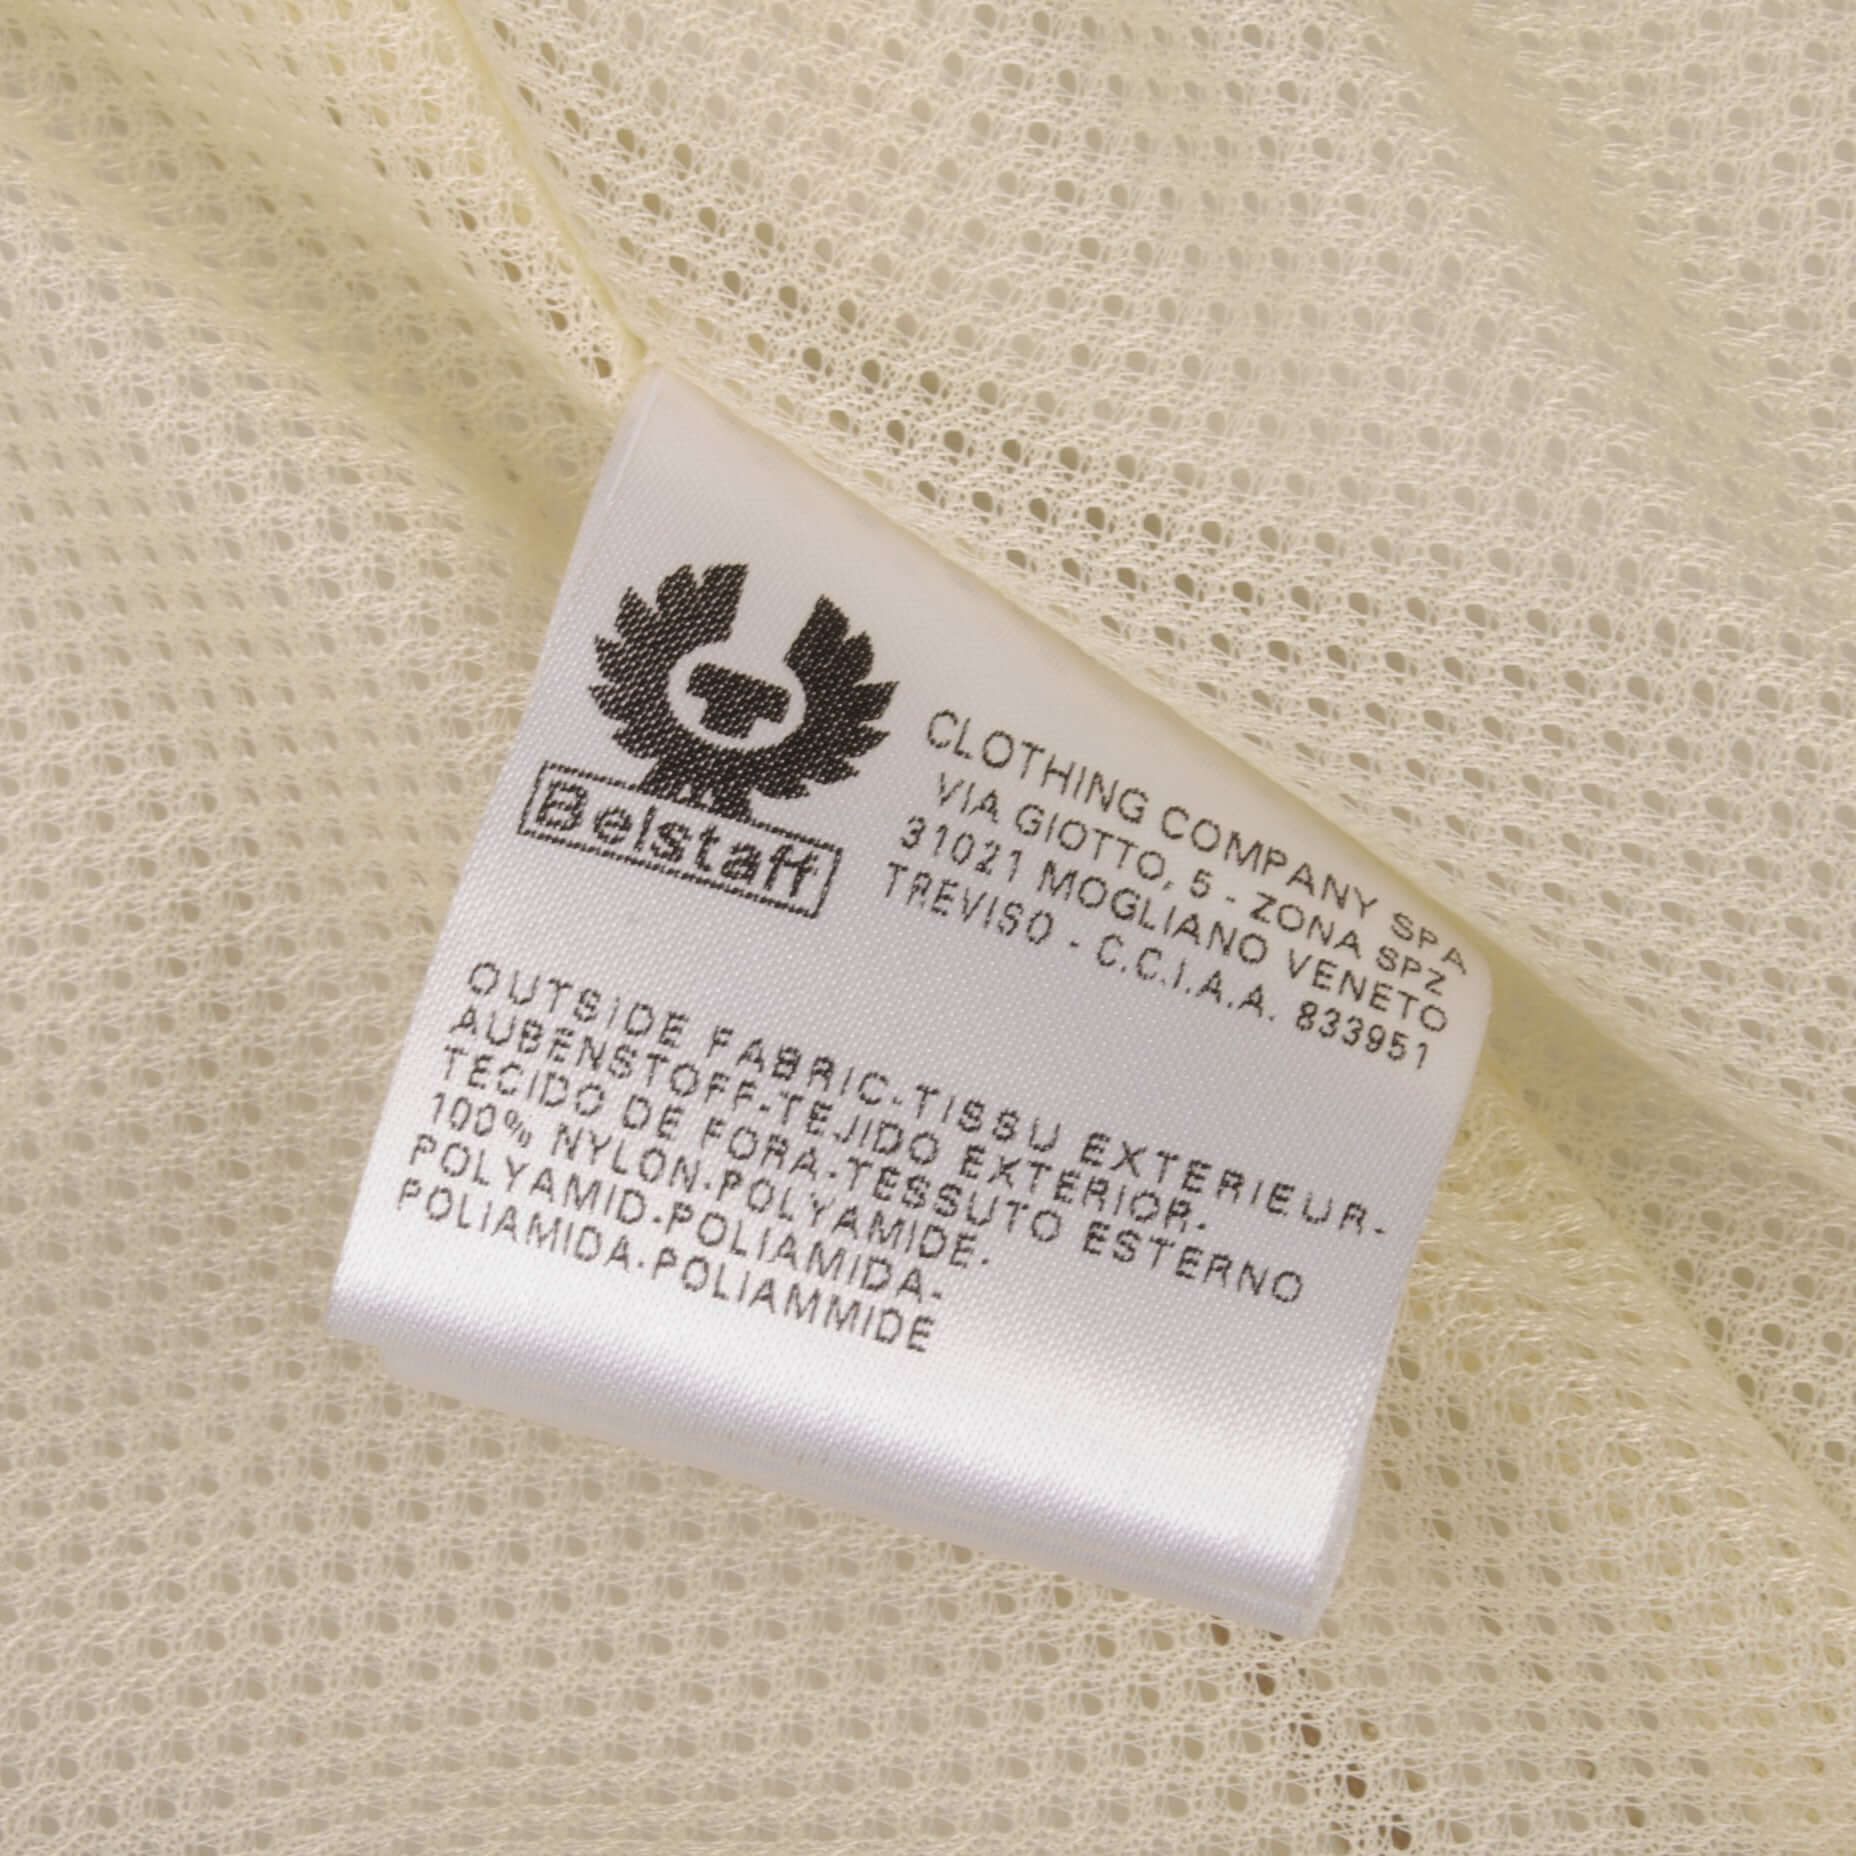 Belstaff
CLOTHING COMPANY SPA
VIA GIOTTO, 5 - ZONA SPZ
31021 MOGLIANO VENETO
TREVISO - C.C.I.A.A. 833951
OUTSIDE FABRIC-TISSU EXTERIEUR-
AUBENSTOFF-TEJIDO EXTERIOR-
TECIDO DE FORA-TESSUTO ESTERNO
100% NYLON-POLYAMIDE-
POLYAMID-POLIAMIDA-
POLIAMIDA-POLIAMMIDE